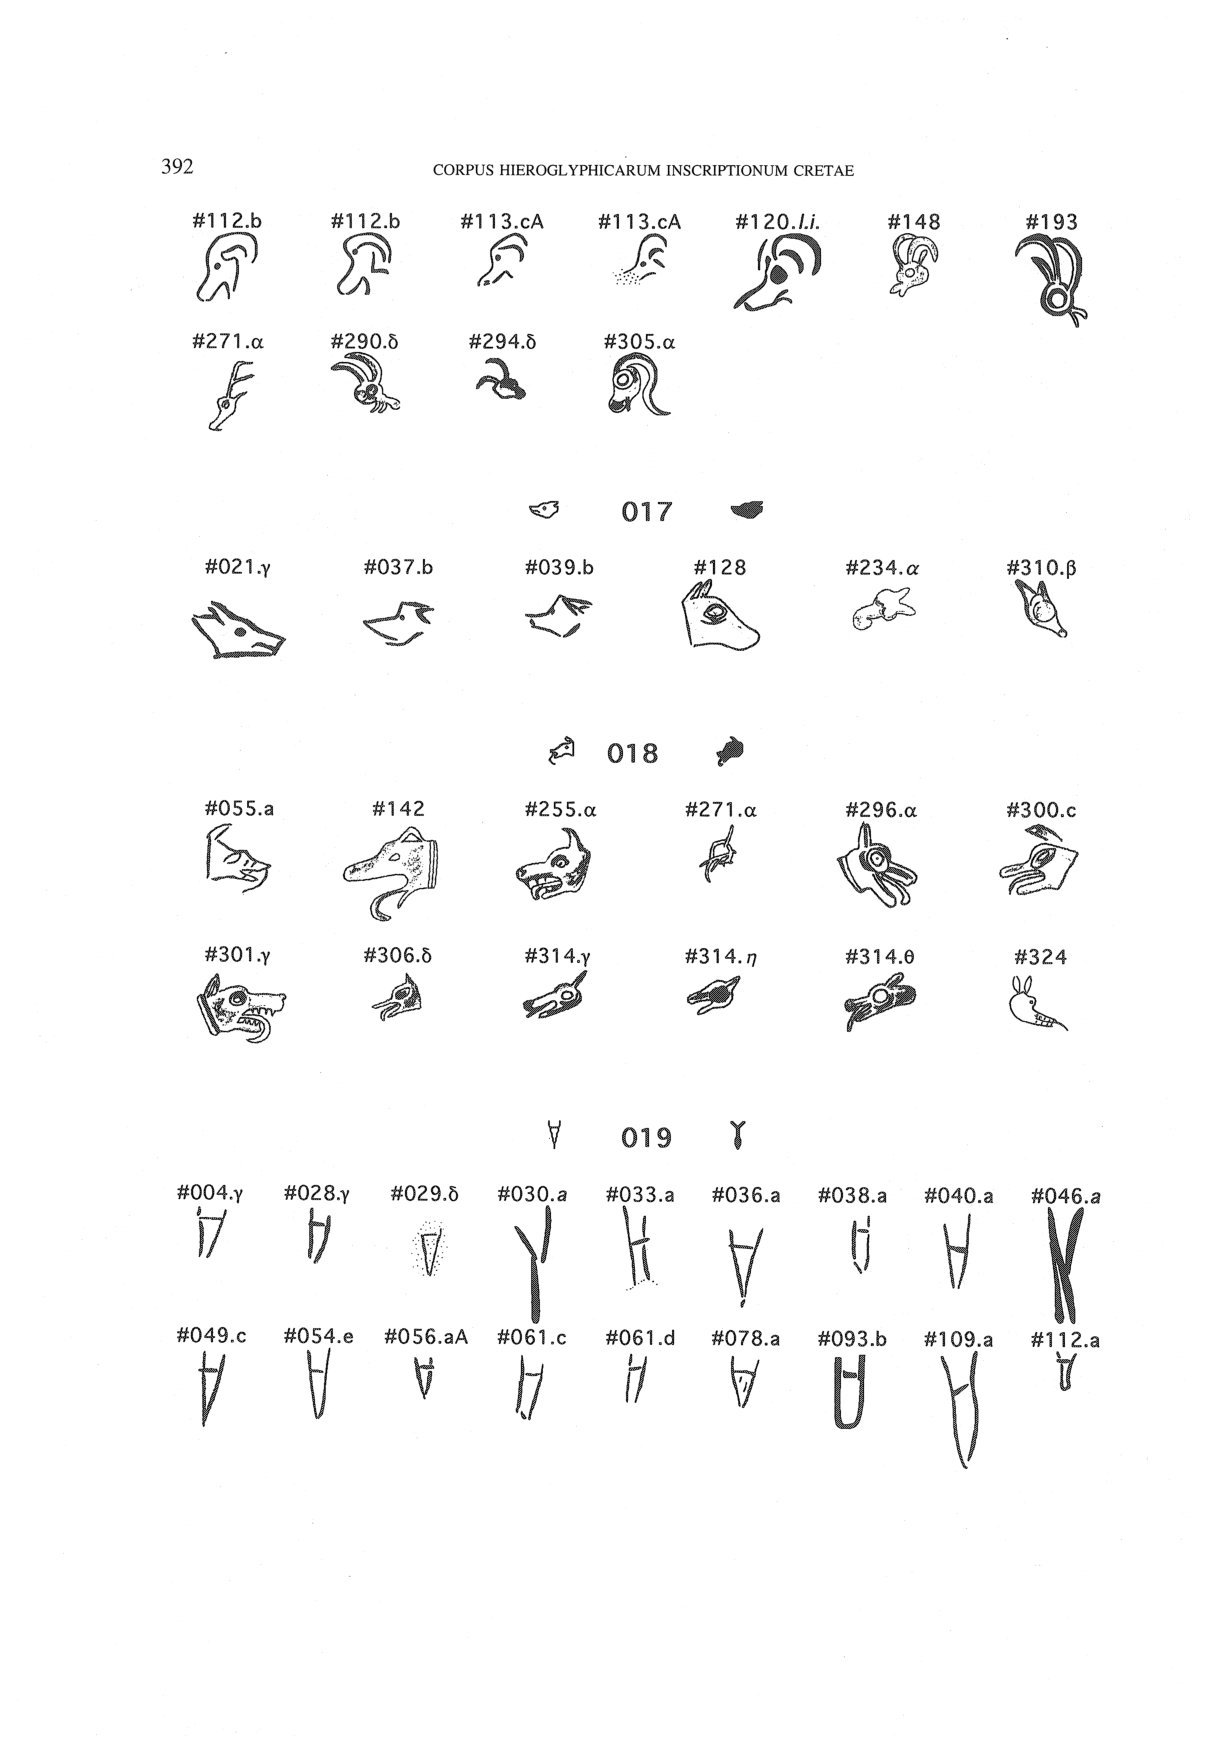 392 CORPUS HIEROGLYPHICARUM INSCRIPTIONUM CRETAE
#112.b #112.b #113.cA #113.cA #120.l.i. #148 #193
#271.α #290.δ #294.δ #305.α
017
#021.γ #037.b #039.b #128 #234.α #310.β
018
#055.a #142 #255.α #271.α #296.α #300.c
#301.γ #306.δ #314.γ #314.η #314.θ #324
019
#004.γ #028.γ #029.δ #030.a #033.a #036.a #038.a #040.a #046.a
#049.c #054.e #056.aA #061.c #061.d #078.a #093.b #109.a #112.a